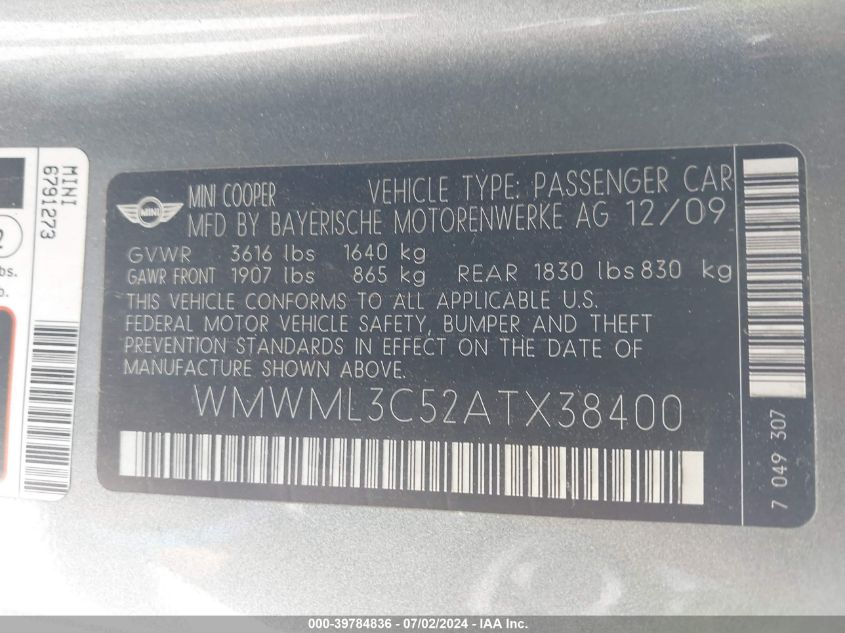 MINI
6791273
2
bs.
b.
MINI
MINI COOPER VEHICLE TYPE: PASSENGER CAR
MFD BY BAYERISCHE MOTORENWERKE AG 12/09
GVWR 3616 lbs 1640 kg
GAWR FRONT 1907 lbs 865 kg REAR 1830 lbs 830 kg
THIS VEHICLE CONFORMS TO ALL APPLICABLE U.S.
FEDERAL MOTOR VEHICLE SAFETY, BUMPER AND THEFT
PREVENTION STANDARDS IN EFFECT ON THE DATE OF
MANUFACTURE SHOWN ABOVE.
WMWML3C52ATX38400
7 049 307
000-39784836 - 07/02/2024 - IAA, Inc.